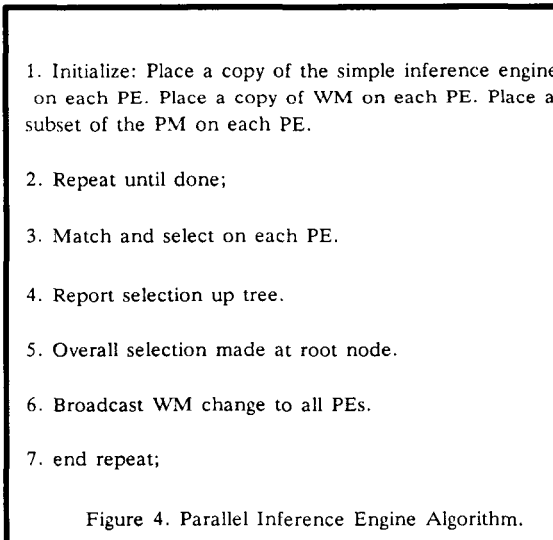 1. Initialize: Place a copy of the simple inference engine
on each PE. Place a copy of WM on each PE. Place a
subset of the PM on each PE.
2. Repeat until done;
3. Match and select on each PE.
4. Report selection up tree.
5. Overall selection made at root node.
6. Broadcast WM change to all PEs.
7. end repeat;
Figure 4. Parallel Inference Engine Algorithm.